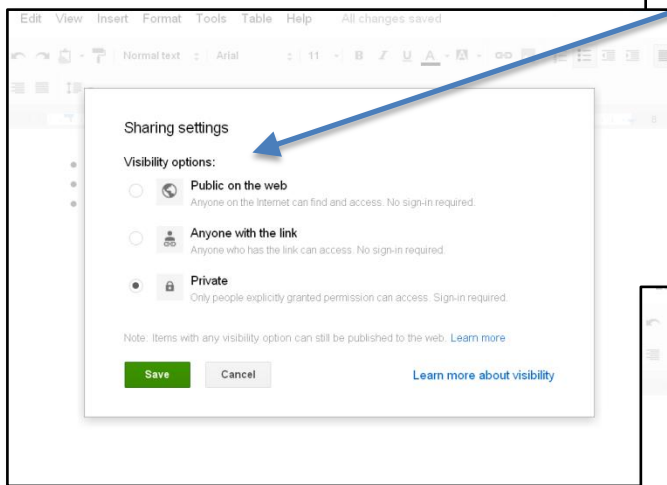 Edit View Insert Format Tools Table Help All changes saved
Normal text Arial 11 B I U A
Sharing settings
Visibility options:
Public on the web
Anyone on the Internet can find and access. No sign-in required.
Anyone with the link
Anyone who has the link can access. No sign-in required.
Private
Only people explicitly granted permission can access. Sign-in required.
Note: Items with any visibility option can still be published to the web. Learn more
Save Cancel Learn more about visibility